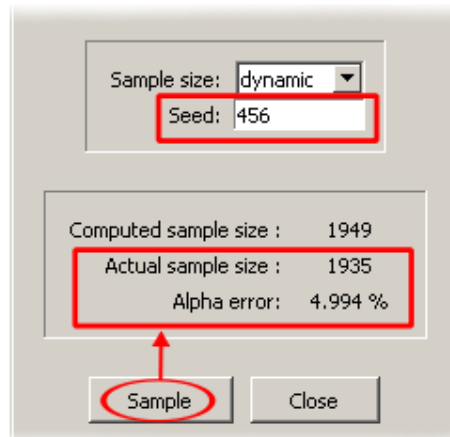 Sample size: dynamic
Seed: 456
Computed sample size : 1949
Actual sample size : 1935
Alpha error: 4.994 %
Sample Close